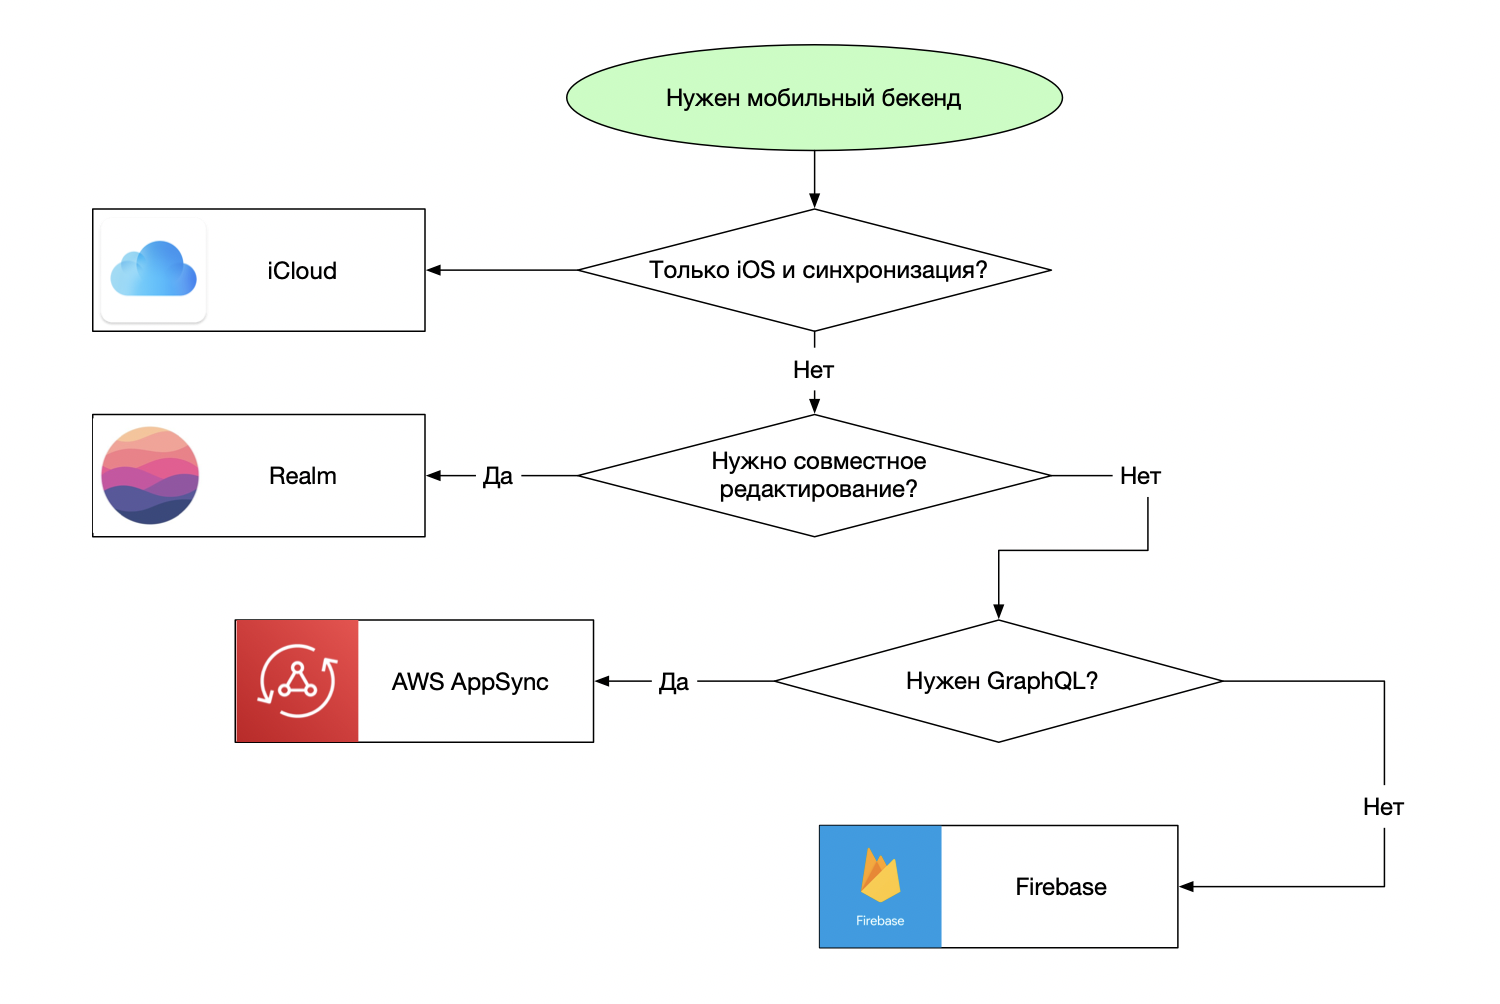 Нужен мобильный бекенд
Только iOS и синхронизация?
iCloud
Нет
Нужно совместное
редактирование?
Да
Realm
Нет
Нужен GraphQL?
Да
AWS AppSync
Нет
Firebase
Firebase